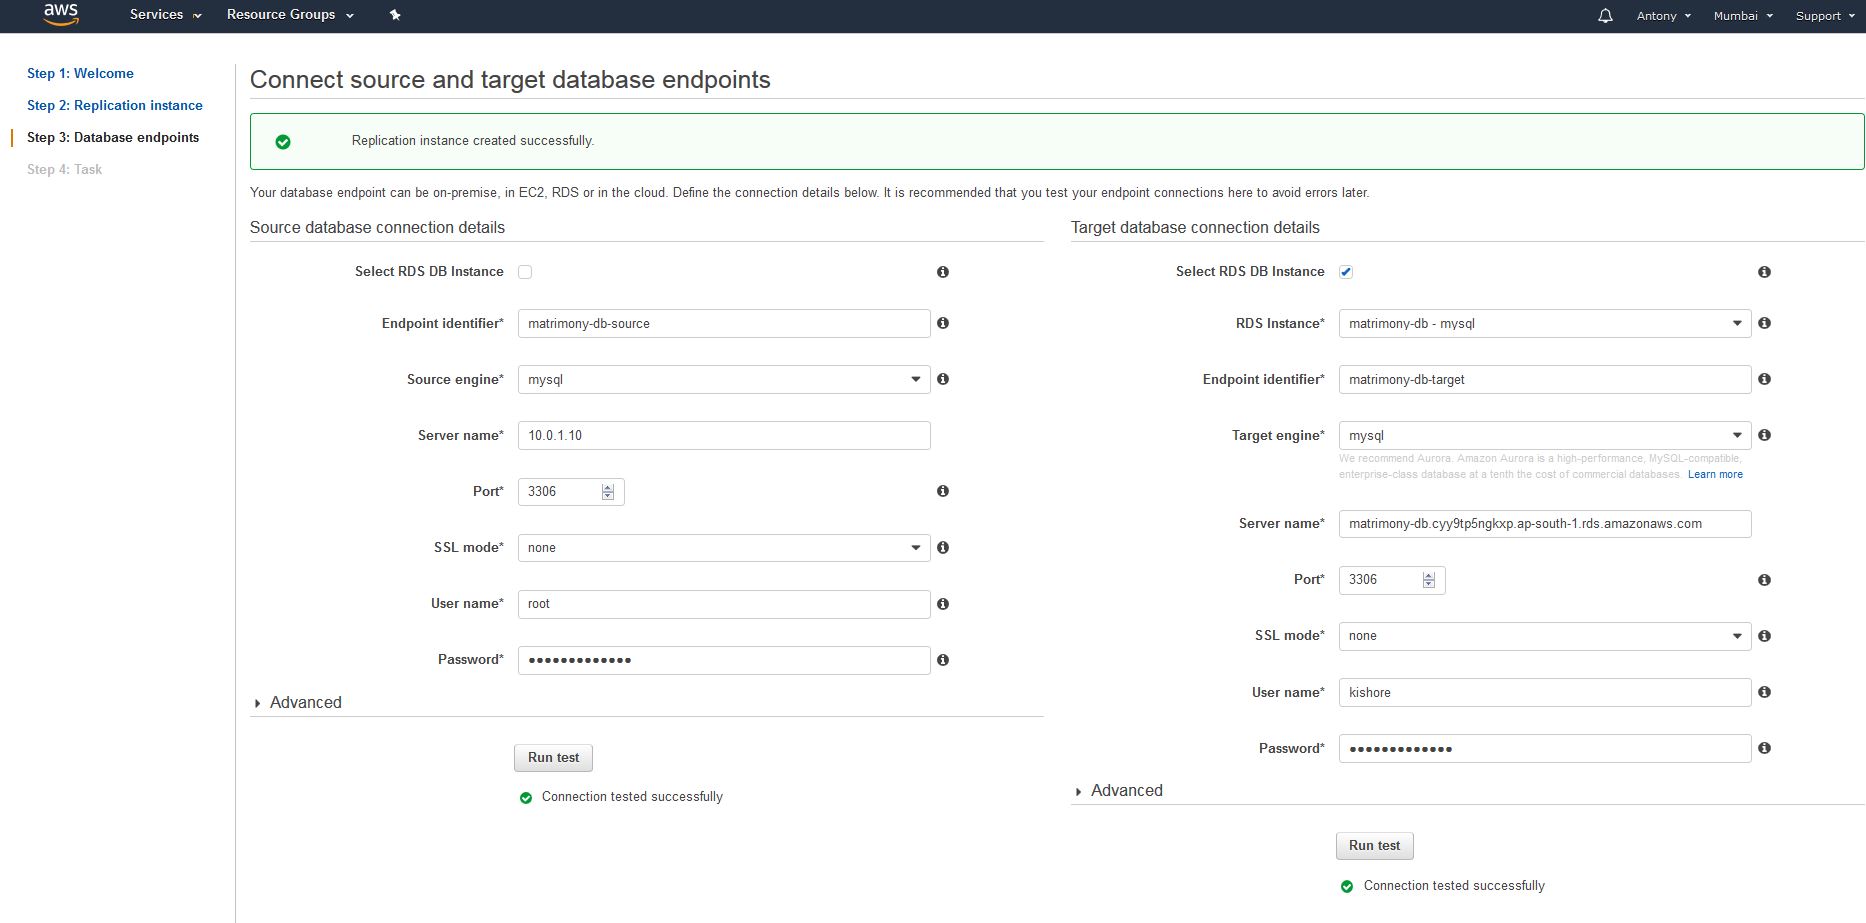 aws Services Resource Groups Antony Mumbai Support
Step 1: Welcome
Step 2: Replication instance
Step 3: Database endpoints
Step 4: Task
Connect source and target database endpoints
Replication instance created successfully.
Your database endpoint can be on-premise, in EC2, RDS or in the cloud. Define the connection details below. It is recommended that you test your endpoint connections here to avoid errors later.
Source database connection details
Select RDS DB Instance
Endpoint identifier* matrimony-db-source
Source engine* mysql
Server name* 10.0.1.10
Port* 3306
SSL mode* none
User name* root
Password* •••••••••••••
Advanced
Run test
Connection tested successfully
Target database connection details
Select RDS DB Instance
RDS Instance* matrimony-db - mysql
Endpoint identifier* matrimony-db-target
Target engine* mysql
We recommend Aurora. Amazon Aurora is a high-performance, MySQL-compatible,
enterprise-class database at a tenth the cost of commercial databases. Learn more
Server name* matrimony-db.cyy9tp5ngkxp.ap-south-1.rds.amazonaws.com
Port* 3306
SSL mode* none
User name* kishore
Password* •••••••••••••
Advanced
Run test
Connection tested successfully